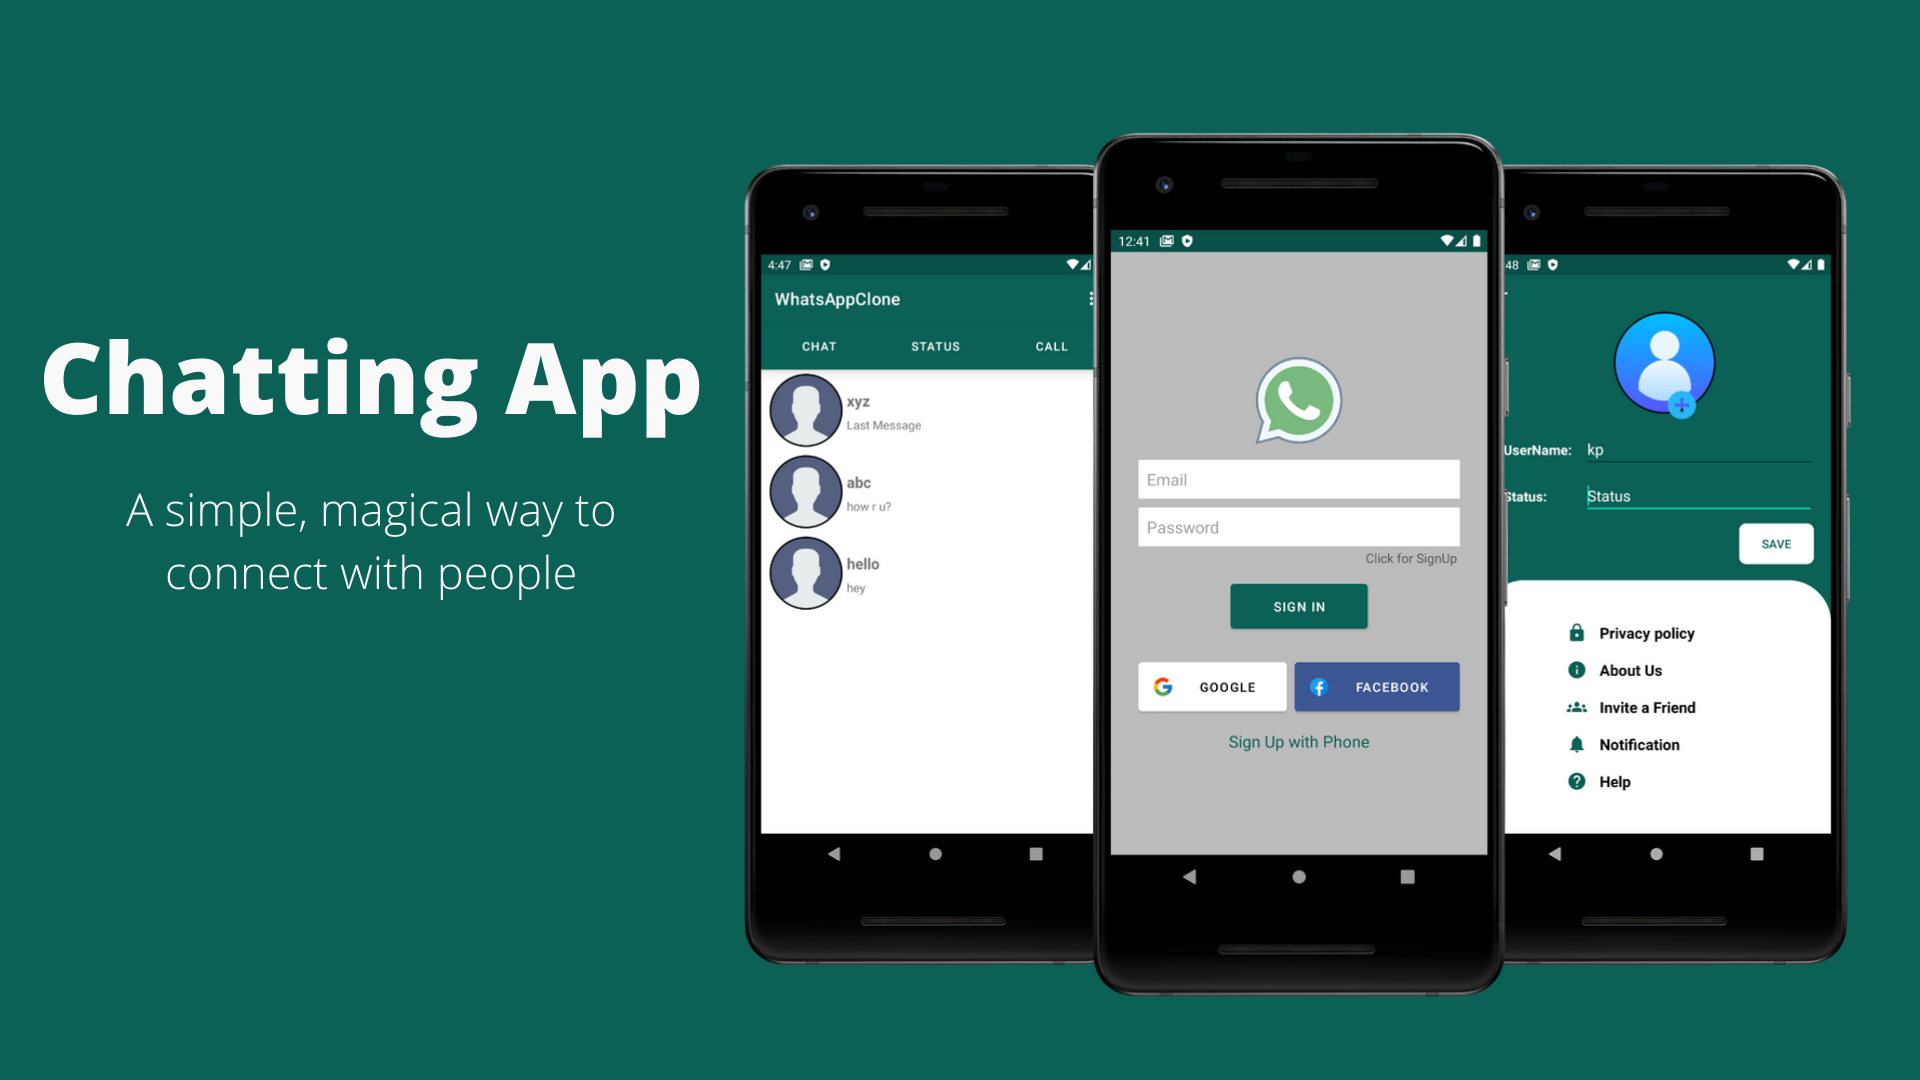 Chatting App
A simple, magical way to
connect with people
4:47
WhatsAppClone
CHAT STATUS CALL
xyz
Last Message
abc
how r u?
hello
hey
12:41
Email
Password
Click for SignUp
SIGN IN
GOOGLE FACEBOOK
Sign Up with Phone
48
UserName: kp
Status: Status
SAVE
Privacy policy
About Us
Invite a Friend
Notification
Help